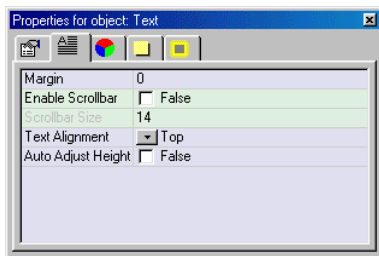 Properties for object: Text
Margin 0
Enable Scrollbar False
Scrollbar Size 14
Text Alignment Top
Auto Adjust Height False